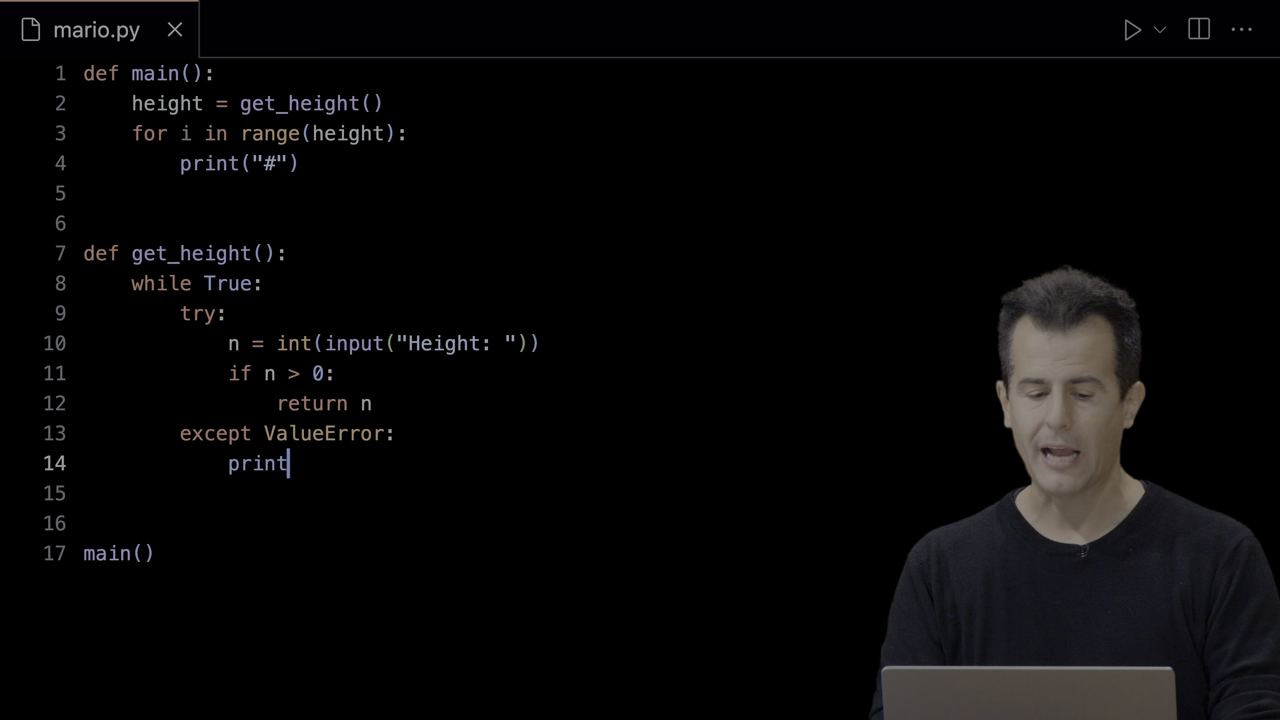 mario.py
1 def main():
2     height = get_height()
3     for i in range(height):
4         print("#")
5
6
7 def get_height():
8     while True:
9         try:
10             n = int(input("Height: "))
11             if n > 0:
12                 return n
13         except ValueError:
14             print
15
16
17 main()